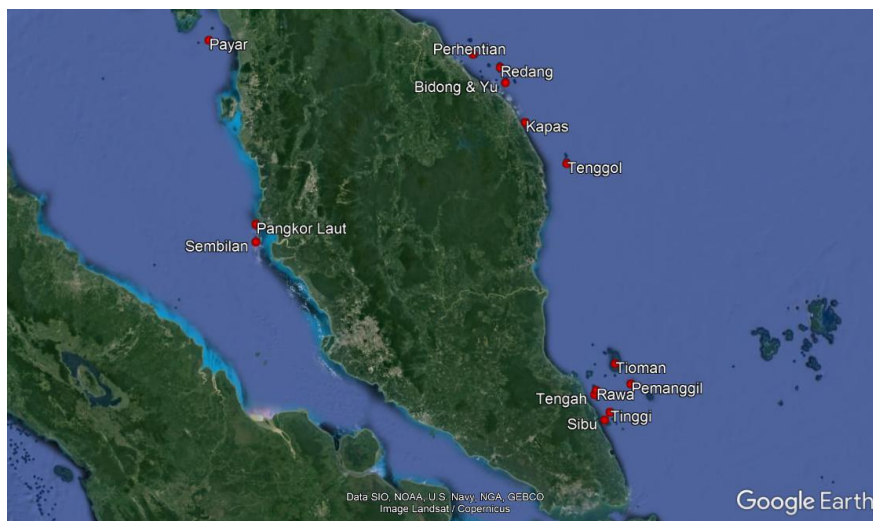 Payar
Perhentian
Redang
Bidong & Yu
Kapas
Tenggol
Pangkor Laut
Sembilan
Tioman
Pemanggil
Rawa
Tengah
Tinggi
Sibu
Data SIO, NOAA, U.S. Navy, NGA, GEBCO
Image Landsat / Copernicus
Google Earth